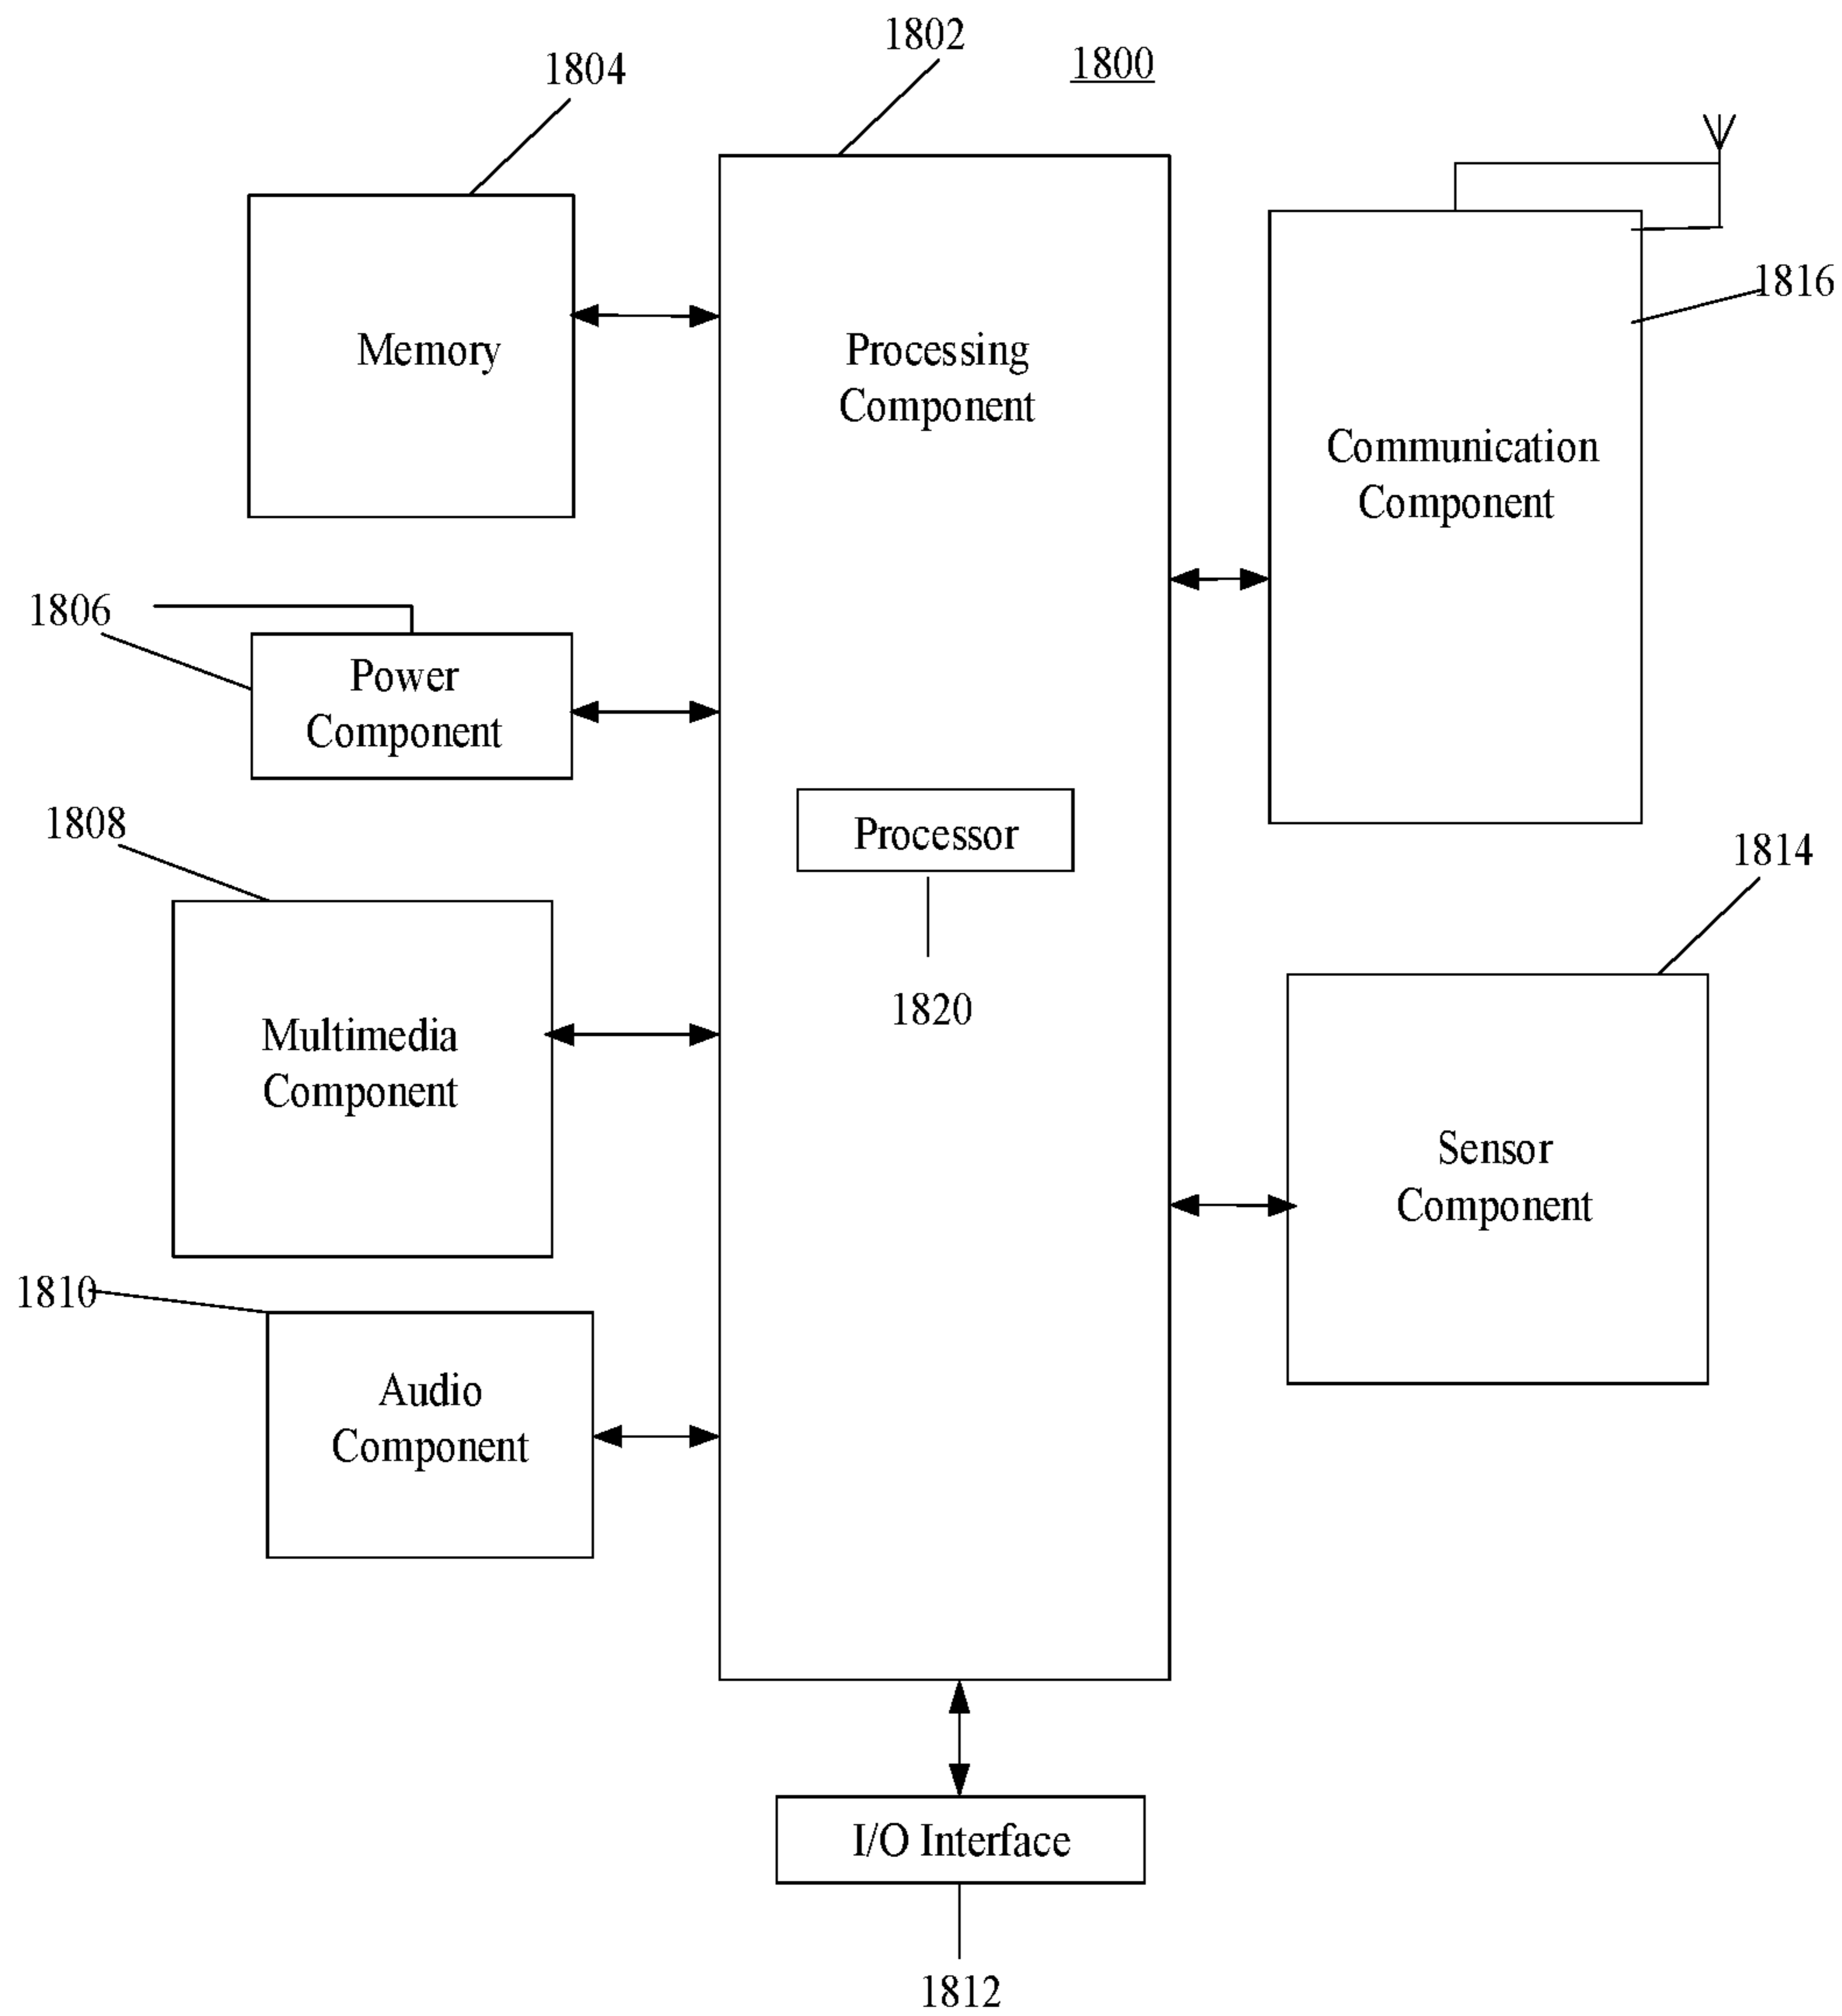 1802
1800
1804
Memory
Processing
Component
1816
Communication
Component
1806
Power
Component
1808
Processor
1814
1820
Multimedia
Component
Sensor
Component
1810
Audio
Component
I/O Interface
1812